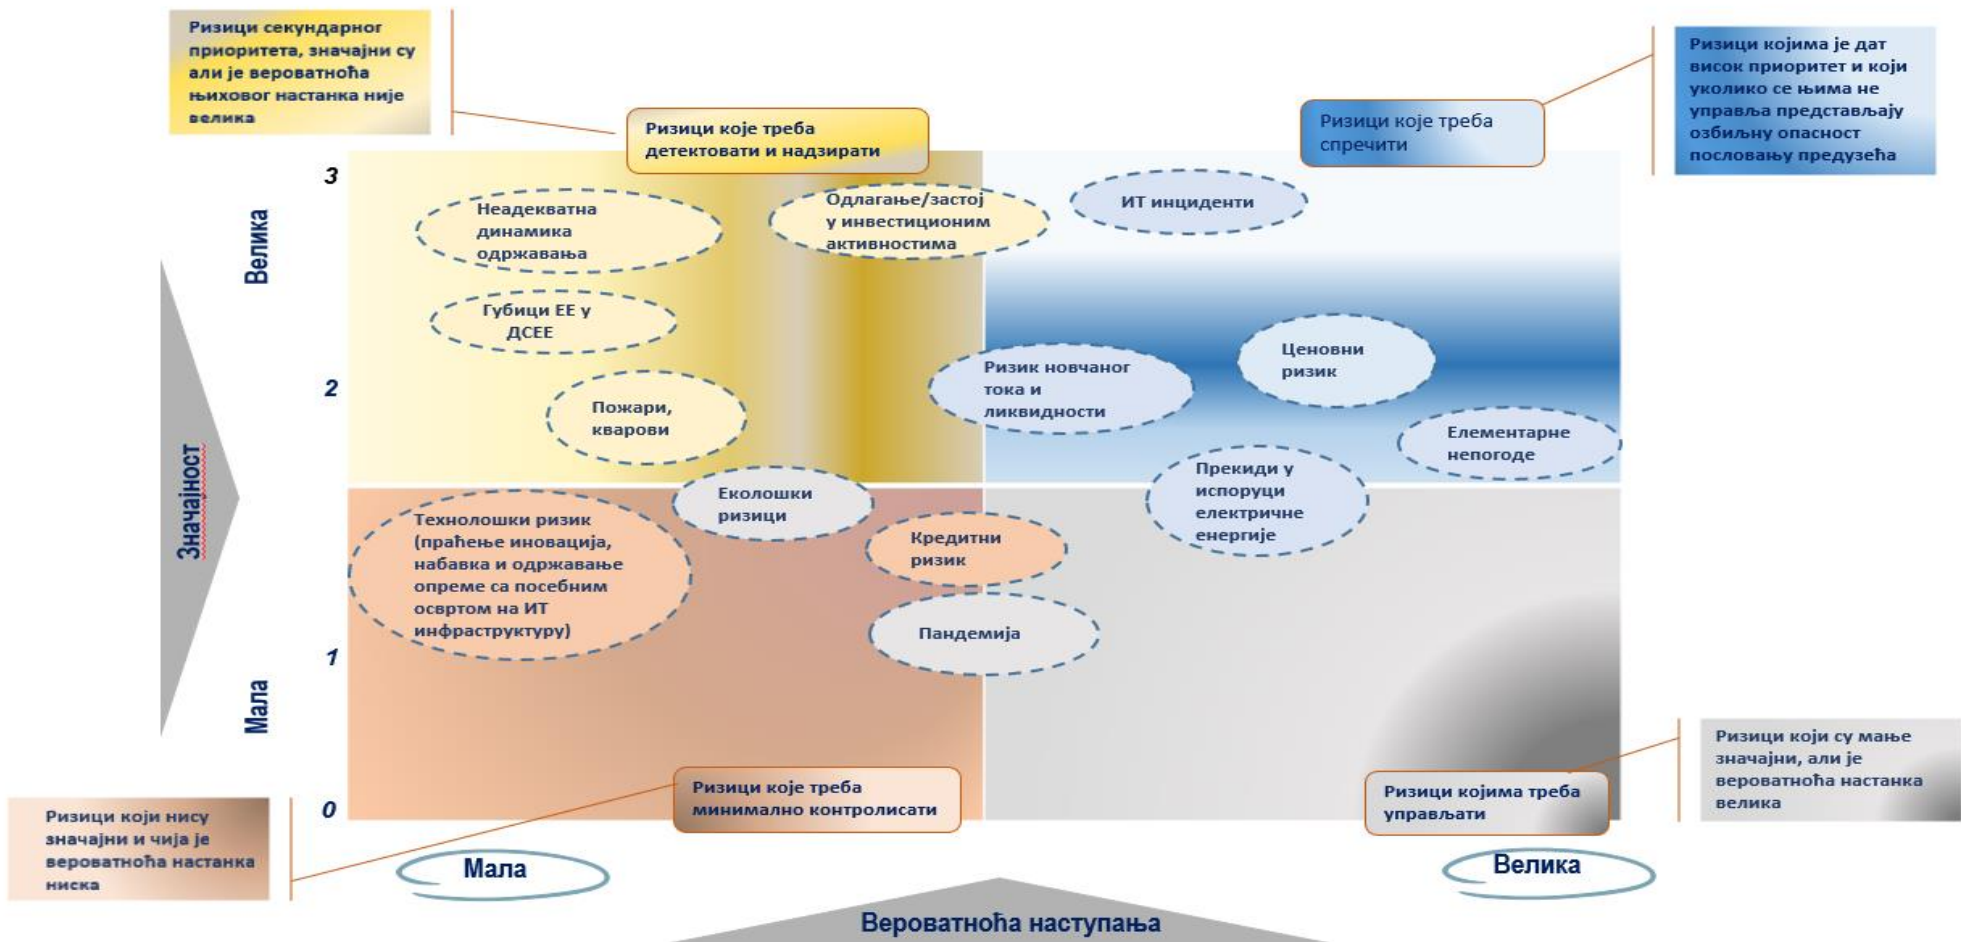 Ризици секундарног
приоритета, значајни су
али је вероватноћа
њиховог настанка није
велика
Ризици које треба
детектовати и надзирати
Ризици које треба
спречити
Ризици којима је дат
висок приоритет и који
уколико се њима не
управља представљају
озбиљну опасност
пословању предузећа
3
Велика
2
Значајност
1
Мала
0
Неадекватна
динамика
одржавања
Одлагање/застој
у инвестиционим
активностима
ИТ инциденти
Губици ЕЕ у
ДСЕЕ
Ризик новчаног
тока и
ликвидности
Ценовни
ризик
Пожари,
кварови
Елементарне
непогоде
Еколошки
ризици
Прекиди у
испоруци
електричне
енергије
Технолошки ризик
(праћење иновација,
набавка и одржавање
опреме са посебним
освртом на ИТ
инфраструктуру)
Кредитни
ризик
Пандемија
Ризици које треба
минимално контролисати
Ризици којима треба
управљати
Ризици који су мање
значајни, али је
вероватноћа настанка
велика
Ризици који нису
значајни и чија је
вероватноћа настанка
ниска
Мала
Велика
Вероватноћа наступања